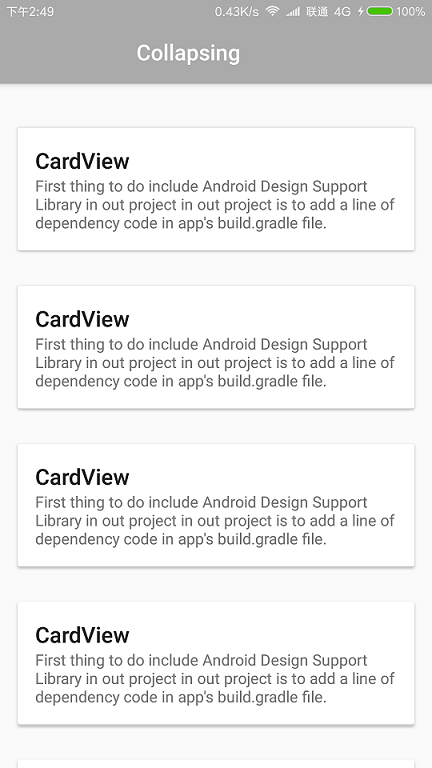 下午2:49 0.43K/s 联通 4G 100%
Collapsing
CardView
First thing to do include Android Design Support
Library in out project in out project is to add a line of
dependency code in app's build.gradle file.
CardView
First thing to do include Android Design Support
Library in out project in out project is to add a line of
dependency code in app's build.gradle file.
CardView
First thing to do include Android Design Support
Library in out project in out project is to add a line of
dependency code in app's build.gradle file.
CardView
First thing to do include Android Design Support
Library in out project in out project is to add a line of
dependency code in app's build.gradle file.